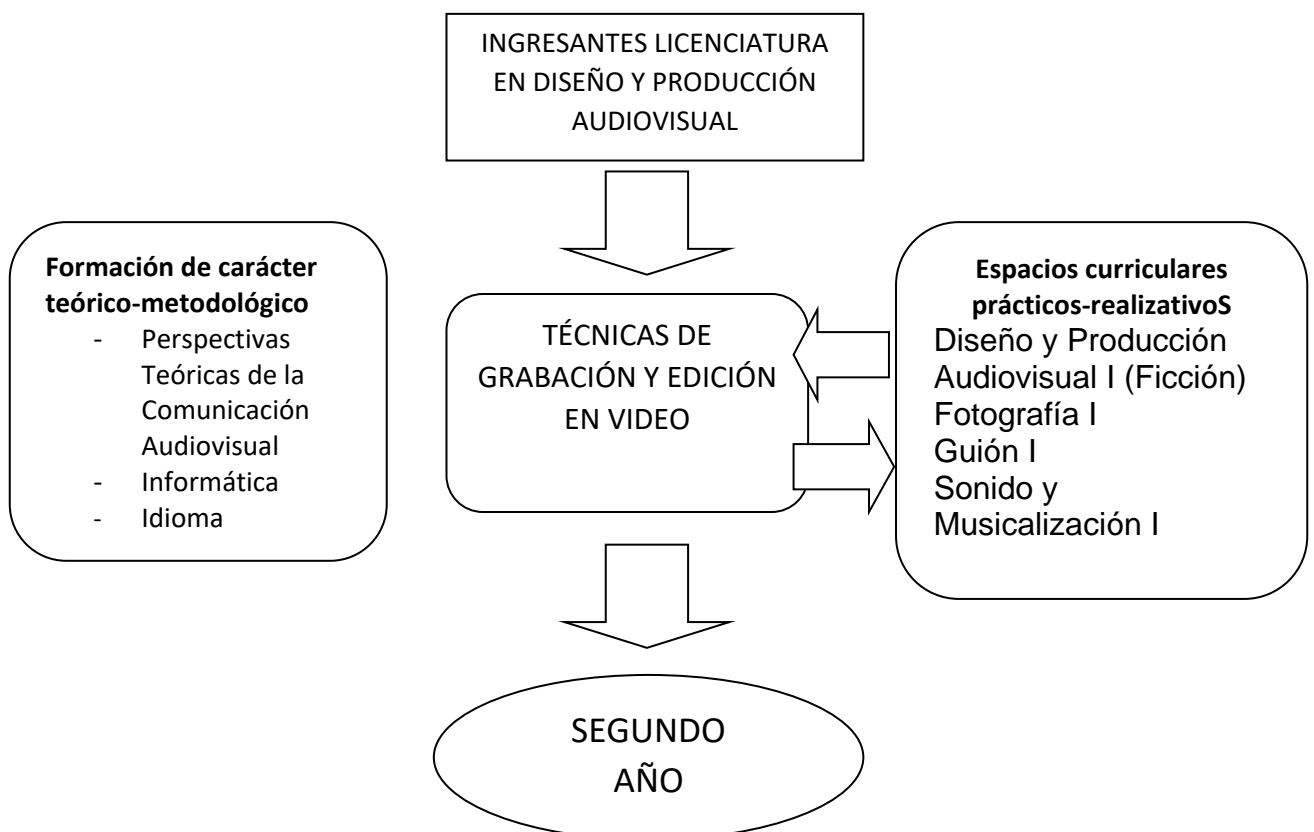 INGRESANTES LICENCIATURA
EN DISEÑO Y PRODUCCIÓN
AUDIOVISUAL
Formación de carácter
teórico-metodológico
- Perspectivas
Teóricas de la
Comunicación
Audiovisual
- Informática
- Idioma
TÉCNICAS DE
GRABACIÓN Y EDICIÓN
EN VIDEO
Espacios curriculares
prácticos-realizativoS
Diseño y Producción
Audiovisual I (Ficción)
Fotografía I
Guión I
Sonido y
Musicalización I
SEGUNDO
AÑO